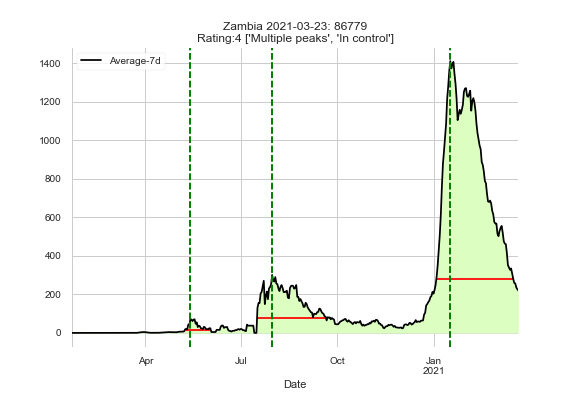 Zambia 2021-03-23: 86779
Rating:4 ['Multiple peaks', 'In control']
Average-7d
1400
1200
1000
800
600
400
200
0
Apr Jul Oct Jan
2021
Date